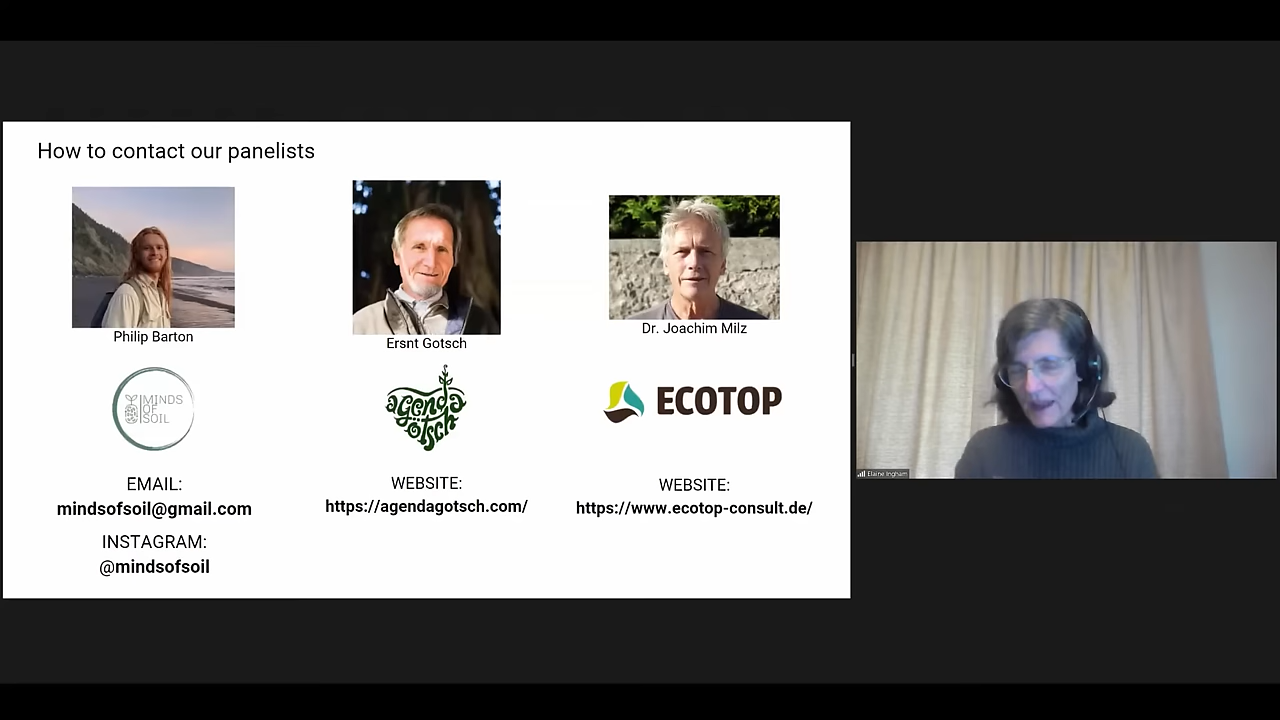 How to contact our panelists
Philip Barton
Ersnt Gotsch
Dr. Joachim Milz
MINDS
OF
SOIL
agenda
götsch
ECOTOP
EMAIL:
mindsofsoil@gmail.com
INSTAGRAM:
@mindsofsoil
WEBSITE:
https://agendagotsch.com/
WEBSITE:
https://www.ecotop-consult.de/
Elaine Ingham